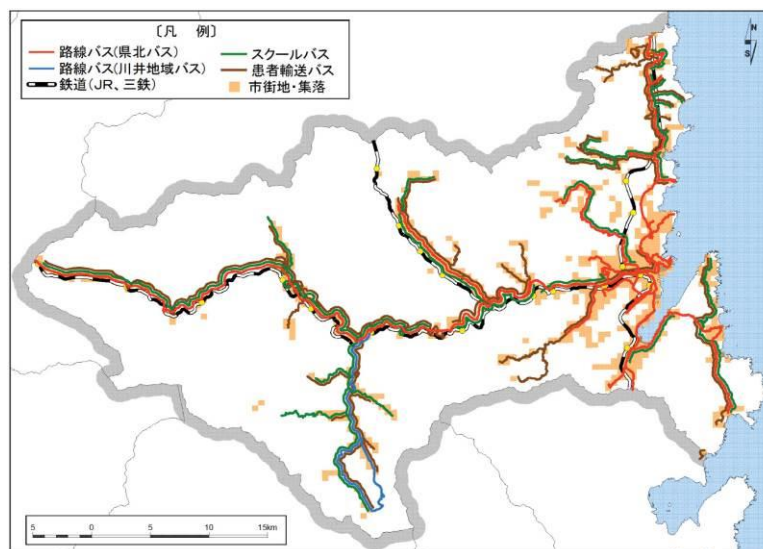 〔凡 例〕
路線バス(県北バス)
路線バス(川井地域バス)
鉄道(JR、三鉄)
スクールバス
患者輸送バス
市街地・集落
N
S
5 0 5 10 15km